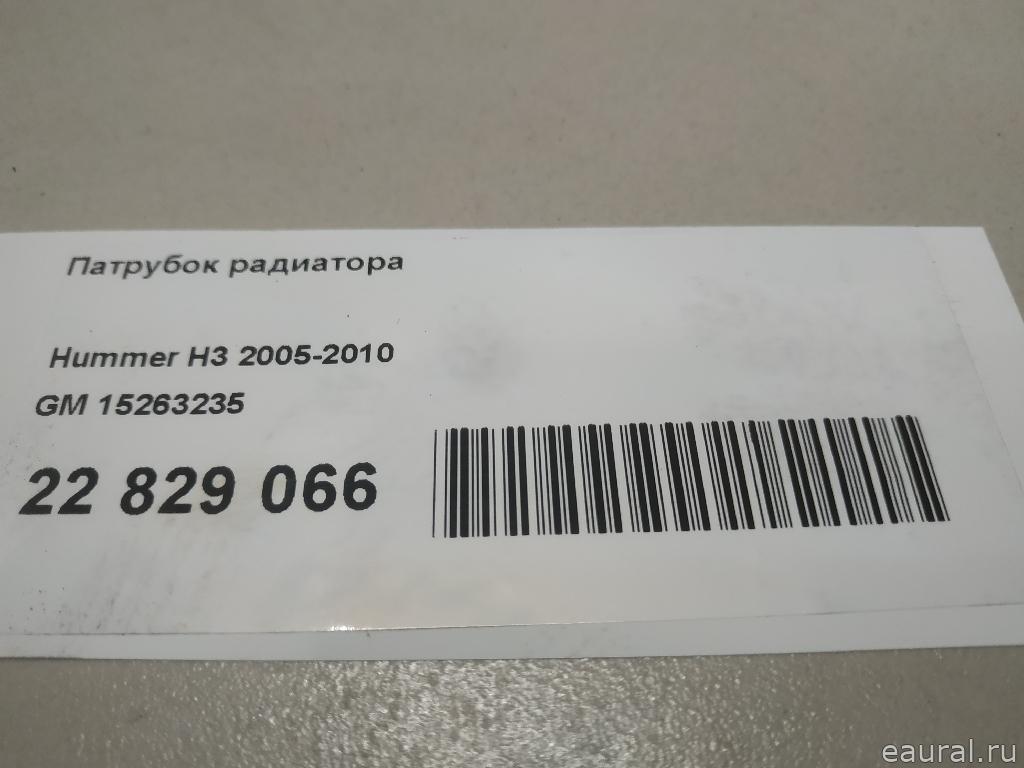 Патрубок радиатора
Hummer H3 2005-2010
GM 15263235
22 829 066
eaural.ru